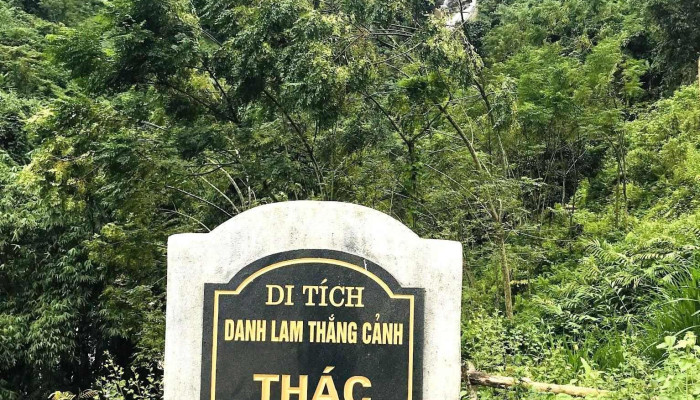 DI TÍCH
DANH LAM THẮNG CẢNH
THÁC